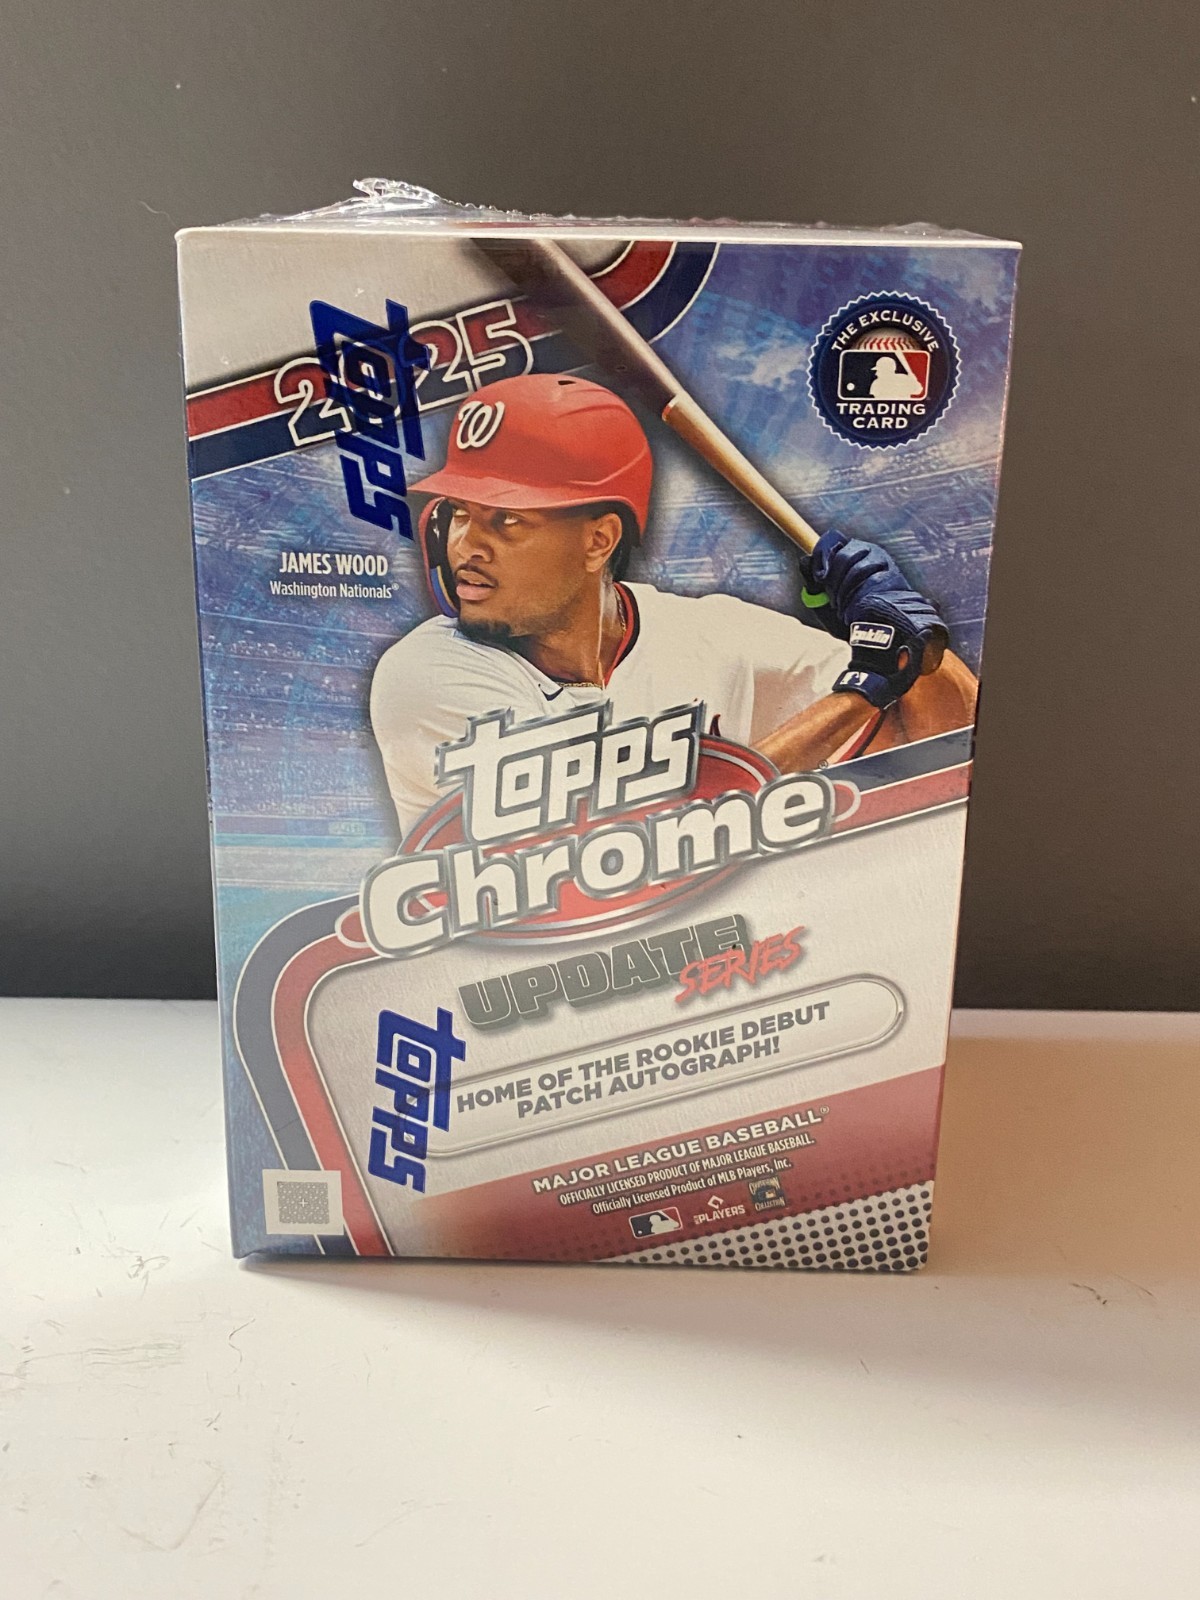 2025
Topps
THE EXCLUSIVE
TRADING
CARD
W
JAMES WOOD
Washington Nationals®
Franklin
Topps
Chrome®
UPDATE
SERIES
HOME OF THE ROOKIE DEBUT
PATCH AUTOGRAPH!
Topps
MAJOR LEAGUE BASEBALL®
OFFICIALLY LICENSED PRODUCT OF MAJOR LEAGUE BASEBALL.
Officially Licensed Product of MLB Players, Inc.
PLAYERS